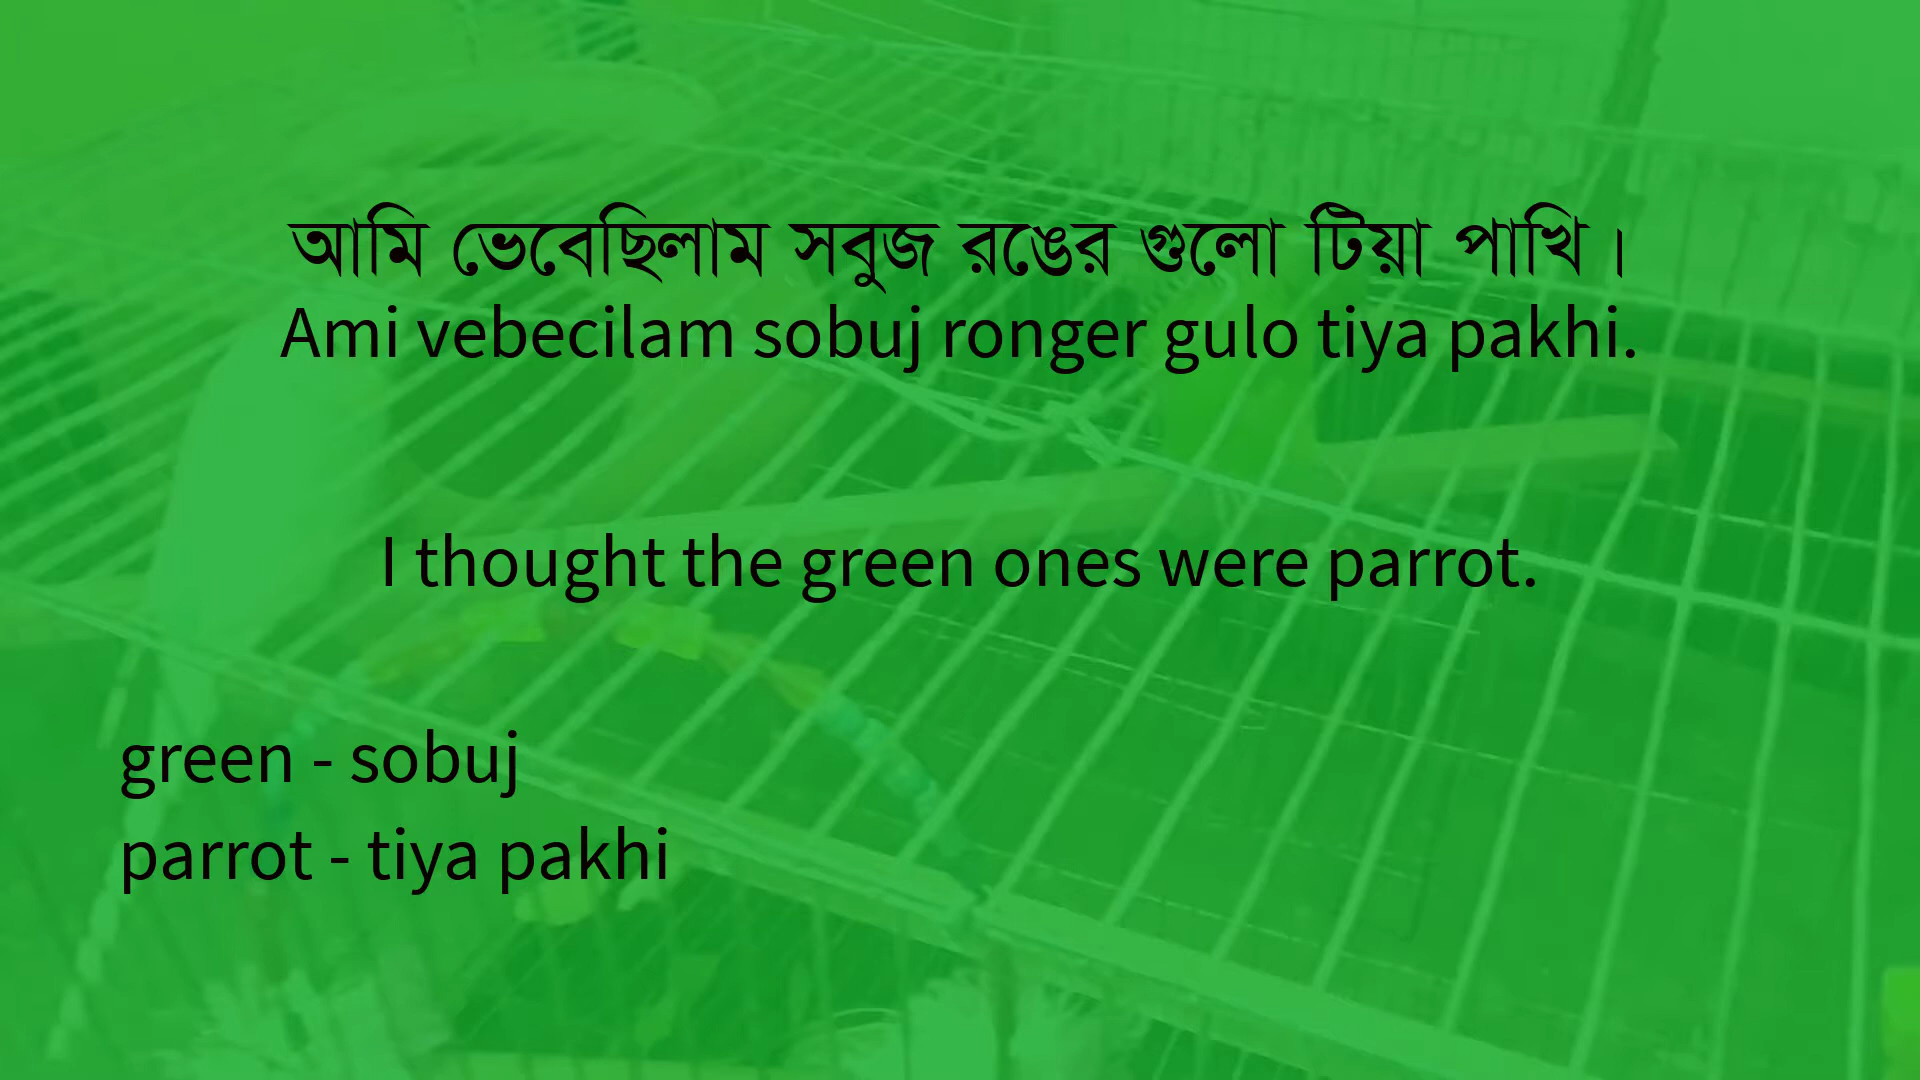 আমি ভেবেছিলাম সবুজ রঙের গুলো টিয়া পাখি।
Ami vebecilam sobuj ronger gulo tiya pakhi.
I thought the green ones were parrot.
green - sobuj
parrot - tiya pakhi